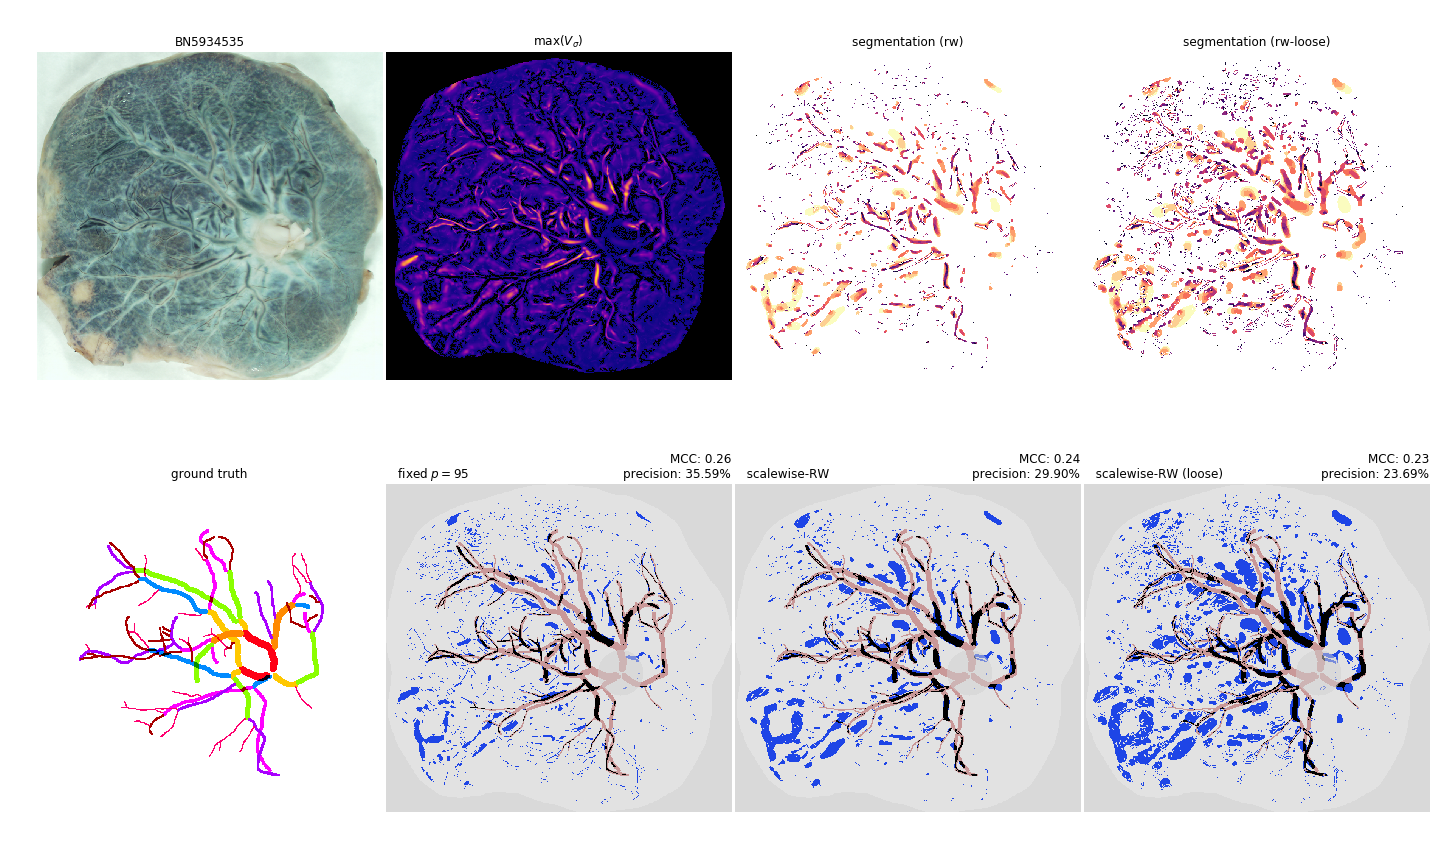 BN5934535
max(Vσ)
segmentation (rw)
segmentation (rw-loose)
ground truth
fixed p = 95
MCC: 0.26
precision: 35.59%
scalewise-RW
MCC: 0.24
precision: 29.90%
scalewise-RW (loose)
MCC: 0.23
precision: 23.69%